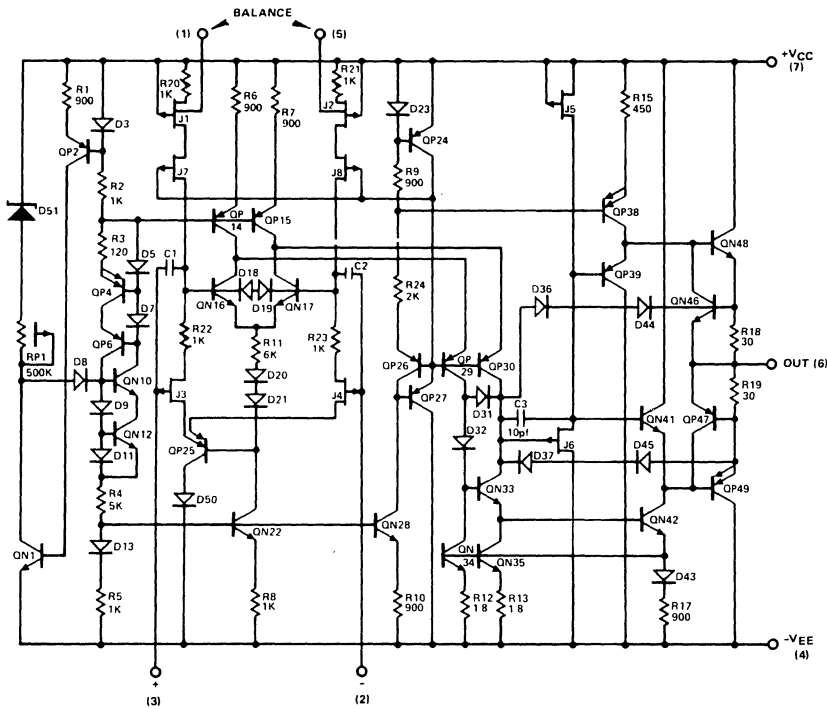 BALANCE
(1) (5)
+VCC
(7)
R1
900
R20
1K
R6
900
R7
900
R21
1K
D3
J1
J2
D23
J5
R15
450
QP2
QP24
J7
J8
R2
1K
R9
900
D51
QP
14
QP15
QP38
QN48
R3
120
D5
C1
QP39
QP4
D18
C2
D7
QN16
D19
QN17
R24
2K
D36
D44
QN46
RP1
500K
QP6
R22
1K
R11
6K
R23
1K
R18
30
D8
QN10
D20
QP26
QP
29
QP30
OUT (6)
D9
J3
D21
J4
QP27
D31
C3
10pf
R19
30
QN12
D32
QN41
QP47
D11
QP25
J6
D37
D45
R4
5K
D50
QN33
QP49
QN22
QN28
QN42
QN1
D13
QN
34
QN35
D43
R5
1K
R8
1K
R10
900
R12
18
R13
18
R17
900
-VEE
(4)
+
(3)
-
(2)